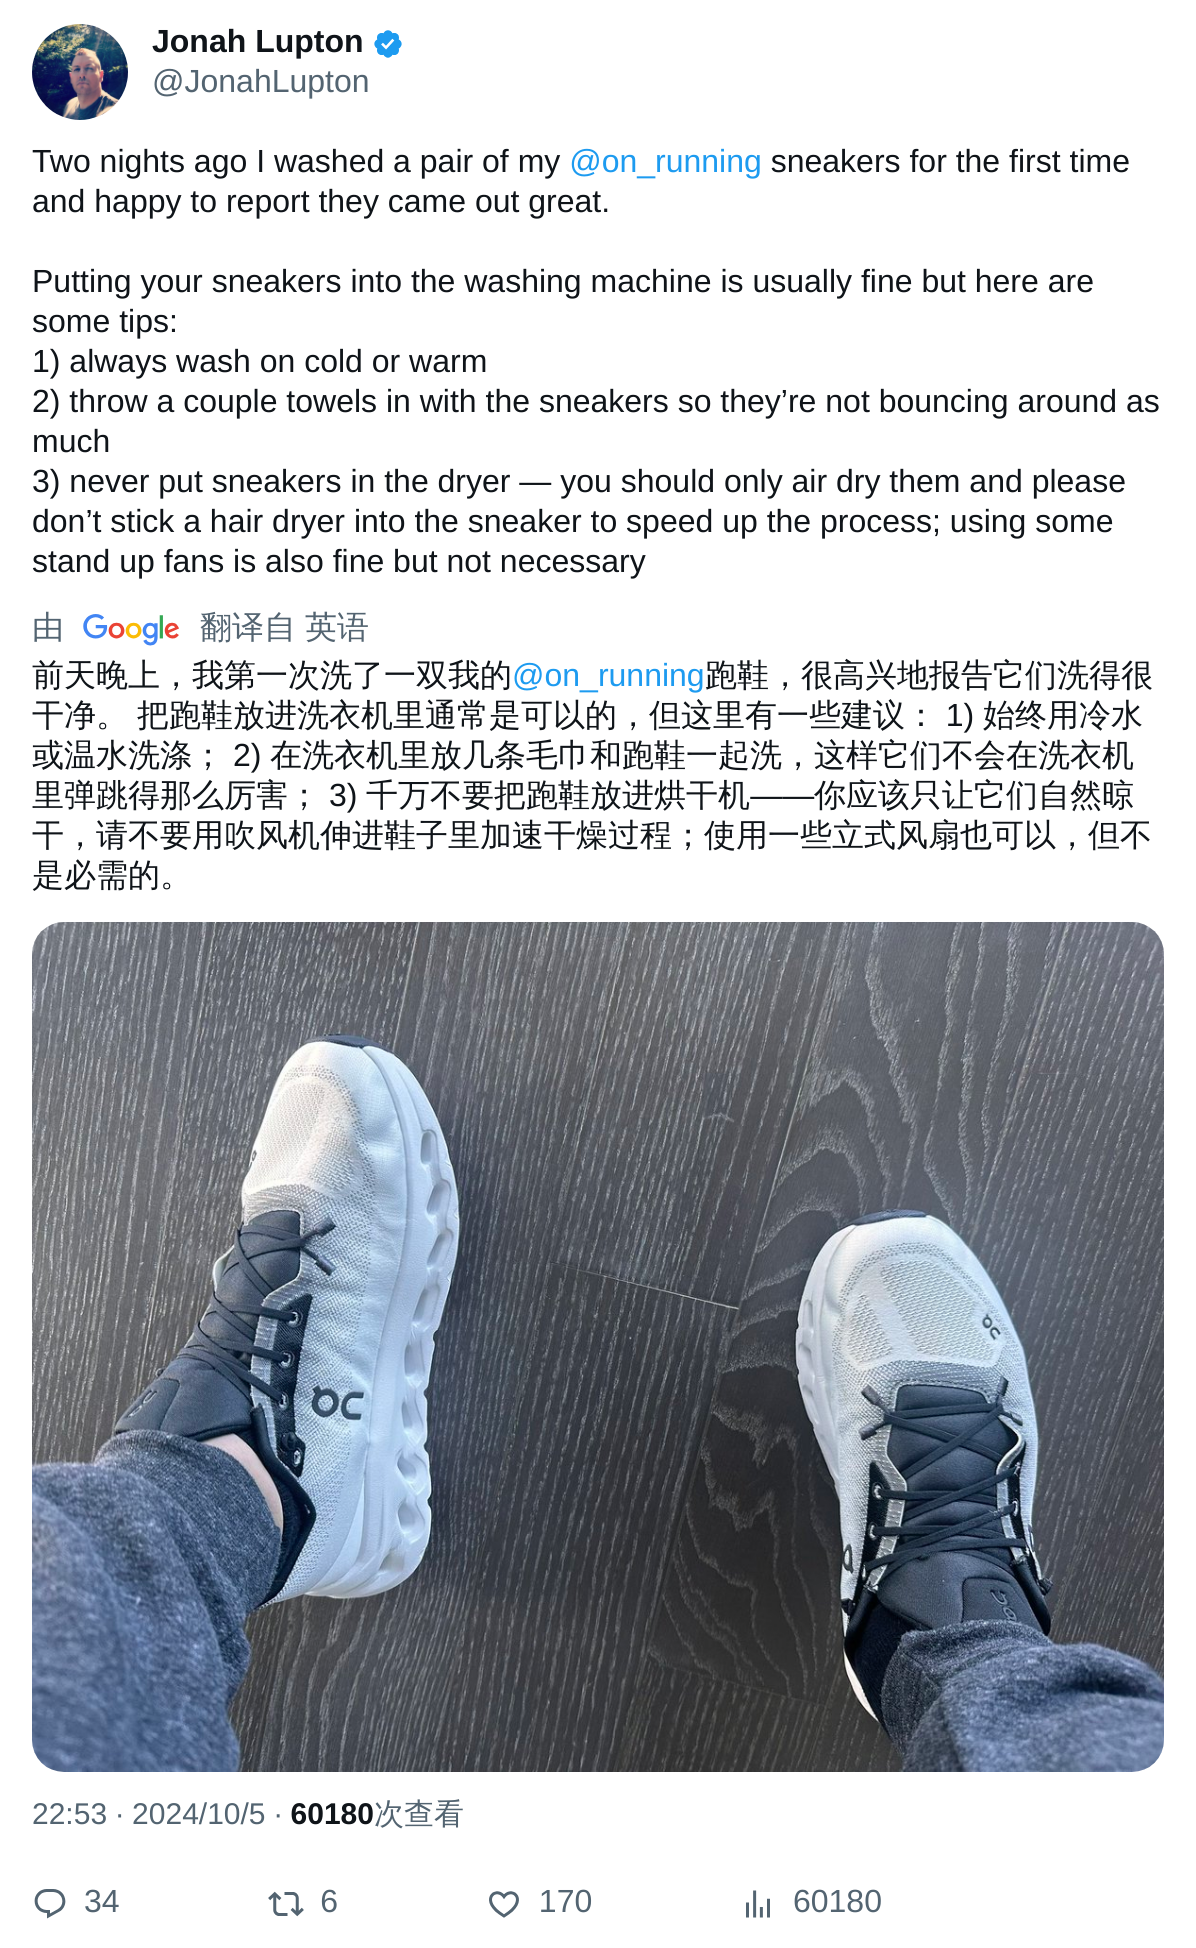 Jonah Lupton
@JonahLupton
Two nights ago I washed a pair of my @on_running sneakers for the first time
and happy to report they came out great.
Putting your sneakers into the washing machine is usually fine but here are
some tips:
1) always wash on cold or warm
2) throw a couple towels in with the sneakers so they’re not bouncing around as
much
3) never put sneakers in the dryer — you should only air dry them and please
don’t stick a hair dryer into the sneaker to speed up the process; using some
stand up fans is also fine but not necessary
由 Google 翻译自 英语
前天晚上，我第一次洗了一双我的@on_running跑鞋，很高兴地报告它们洗得很
干净。 把跑鞋放进洗衣机里通常是可以的，但这里有一些建议： 1) 始终用冷水
或温水洗涤； 2) 在洗衣机里放几条毛巾和跑鞋一起洗，这样它们不会在洗衣机
里弹跳得那么厉害； 3) 千万不要把跑鞋放进烘干机——你应该只让它们自然晾
干，请不要用吹风机伸进鞋子里加速干燥过程；使用一些立式风扇也可以，但不
是必需的。
22:53 · 2024/10/5 · 60180次查看
34 6 170 60180